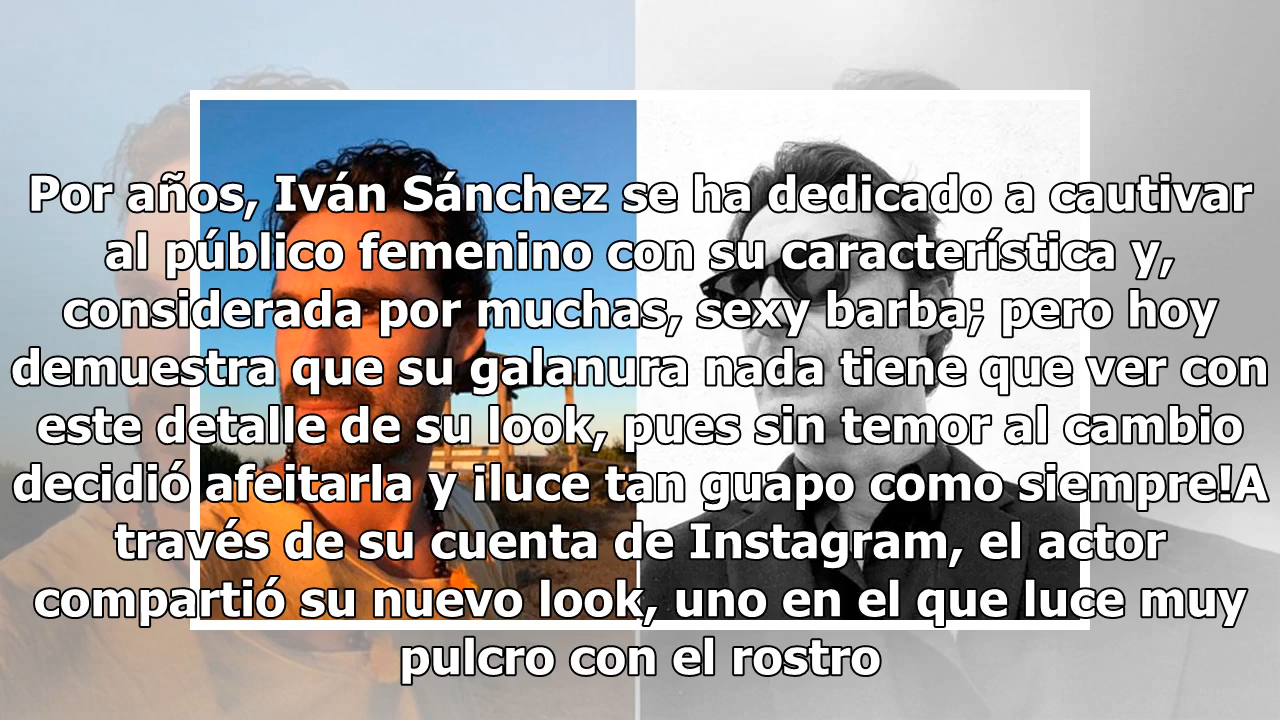 Por años, Iván Sánchez se ha dedicado a cautivar
al público femenino con su característica y,
considerada por muchas, sexy barba; pero hoy
demuestra que su galanura nada tiene que ver con
este detalle de su look, pues sin temor al cambio
decidió afeitarla y iluce tan guapo como siempre!A
través de su cuenta de Instagram, el actor
compartió su nuevo look, uno en el que luce muy
pulcro con el rostro